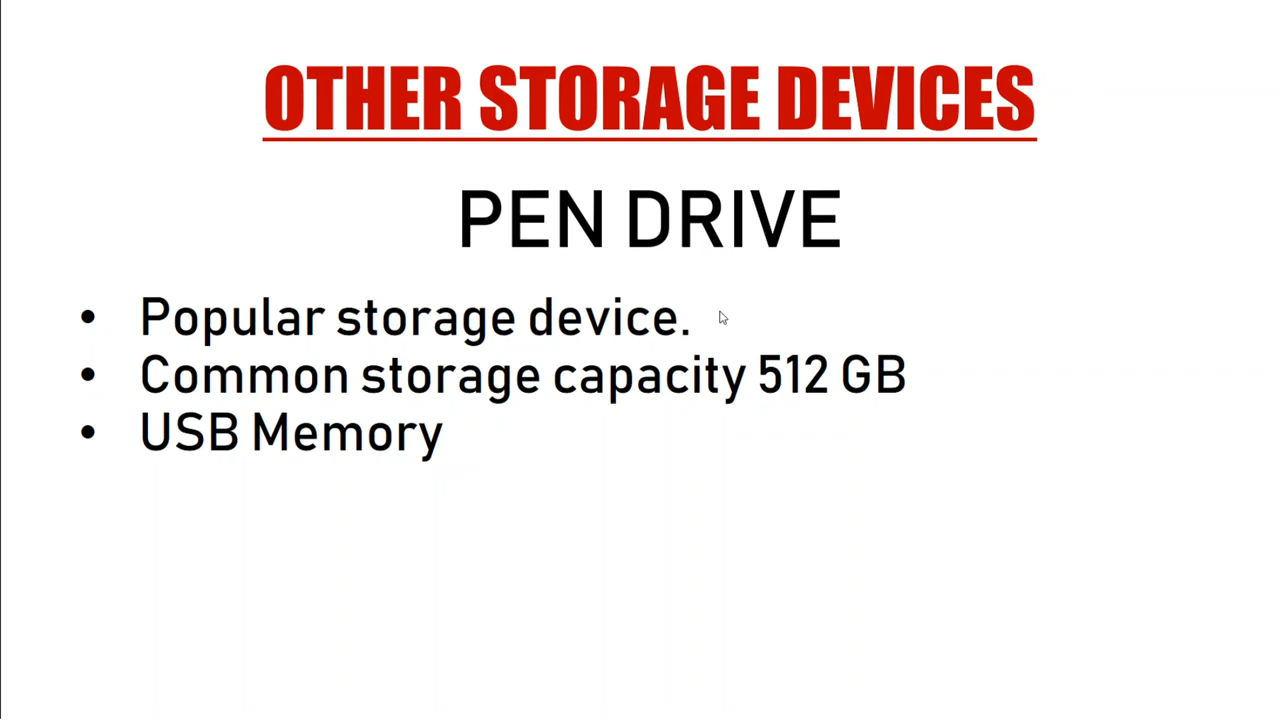 OTHER STORAGE DEVICES
PEN DRIVE
• Popular storage device.
• Common storage capacity 512 GB
• USB Memory